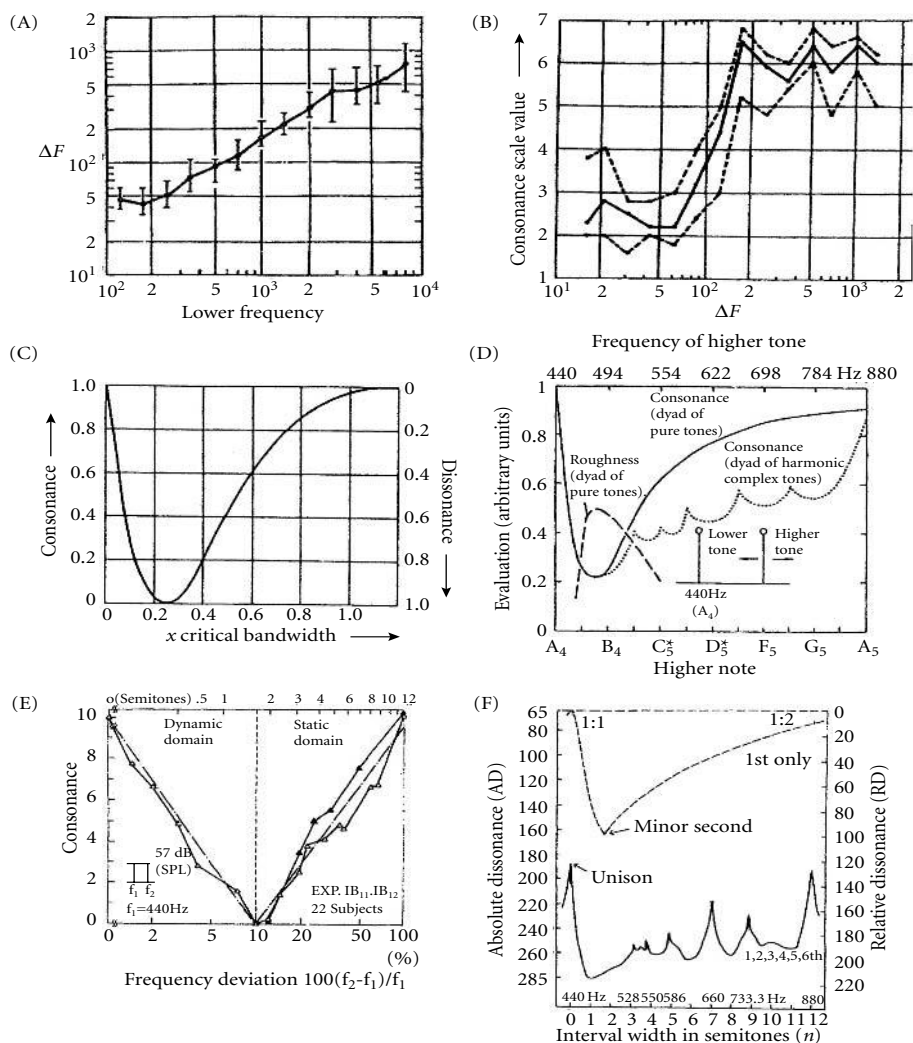 (A)
2
10³
5
2
ΔF
10²
5
2
10¹
10² 2 5 10³ 2 5 10⁴
Lower frequency
(B)
7
6
5
4
3
2
1
Consonance scale value
10¹ 2 5 10² 2 5 10³ 2
ΔF
(C)
1.0
0.8
0.6
0.4
0.2
0
Consonance
0
0.2
0.4
0.6
0.8
1.0
Dissonance
0 0.2 0.4 0.6 0.8 1.0
x critical bandwidth
(D)
Frequency of higher tone
440 494 554 622 698 784 Hz 880
1
0.8
0.6
0.4
0.2
0
Evaluation (arbitrary units)
Consonance
(dyad of
pure tones)
Roughness
(dyad of
pure tones)
Consonance
(dyad of harmonic
complex tones)
Lower
tone
Higher
tone
440Hz
(A₄)
A₄ B₄ C₅* D₅* F₅ G₅ A₅
Higher note
(E)
0(Semitones) .5 1 2 3 4 6 8 10 12
10
8
6
4
2
0
Consonance
Dynamic
domain
Static
domain
57 dB
(SPL)
f₁ f₂
f₁=440Hz
EXP. IB₁₁.IB₁₂
22 Subjects
0 2 5 10 20 50 100
(%)
Frequency deviation 100(f₂-f₁)/f₁
(F)
65
80
100
120
140
160
180
200
220
240
260
285
Absolute dissonance (AD)
0
20
40
60
80
100
120
140
160
180
200
220
Relative dissonance (RD)
1:1
1:2
1st only
Minor second
Unison
1,2,3,4,5,6th
440 Hz 528 550 586 660 733.3 Hz 880
0 1 2 3 4 5 6 7 8 9 10 11 12
Interval width in semitones (n)